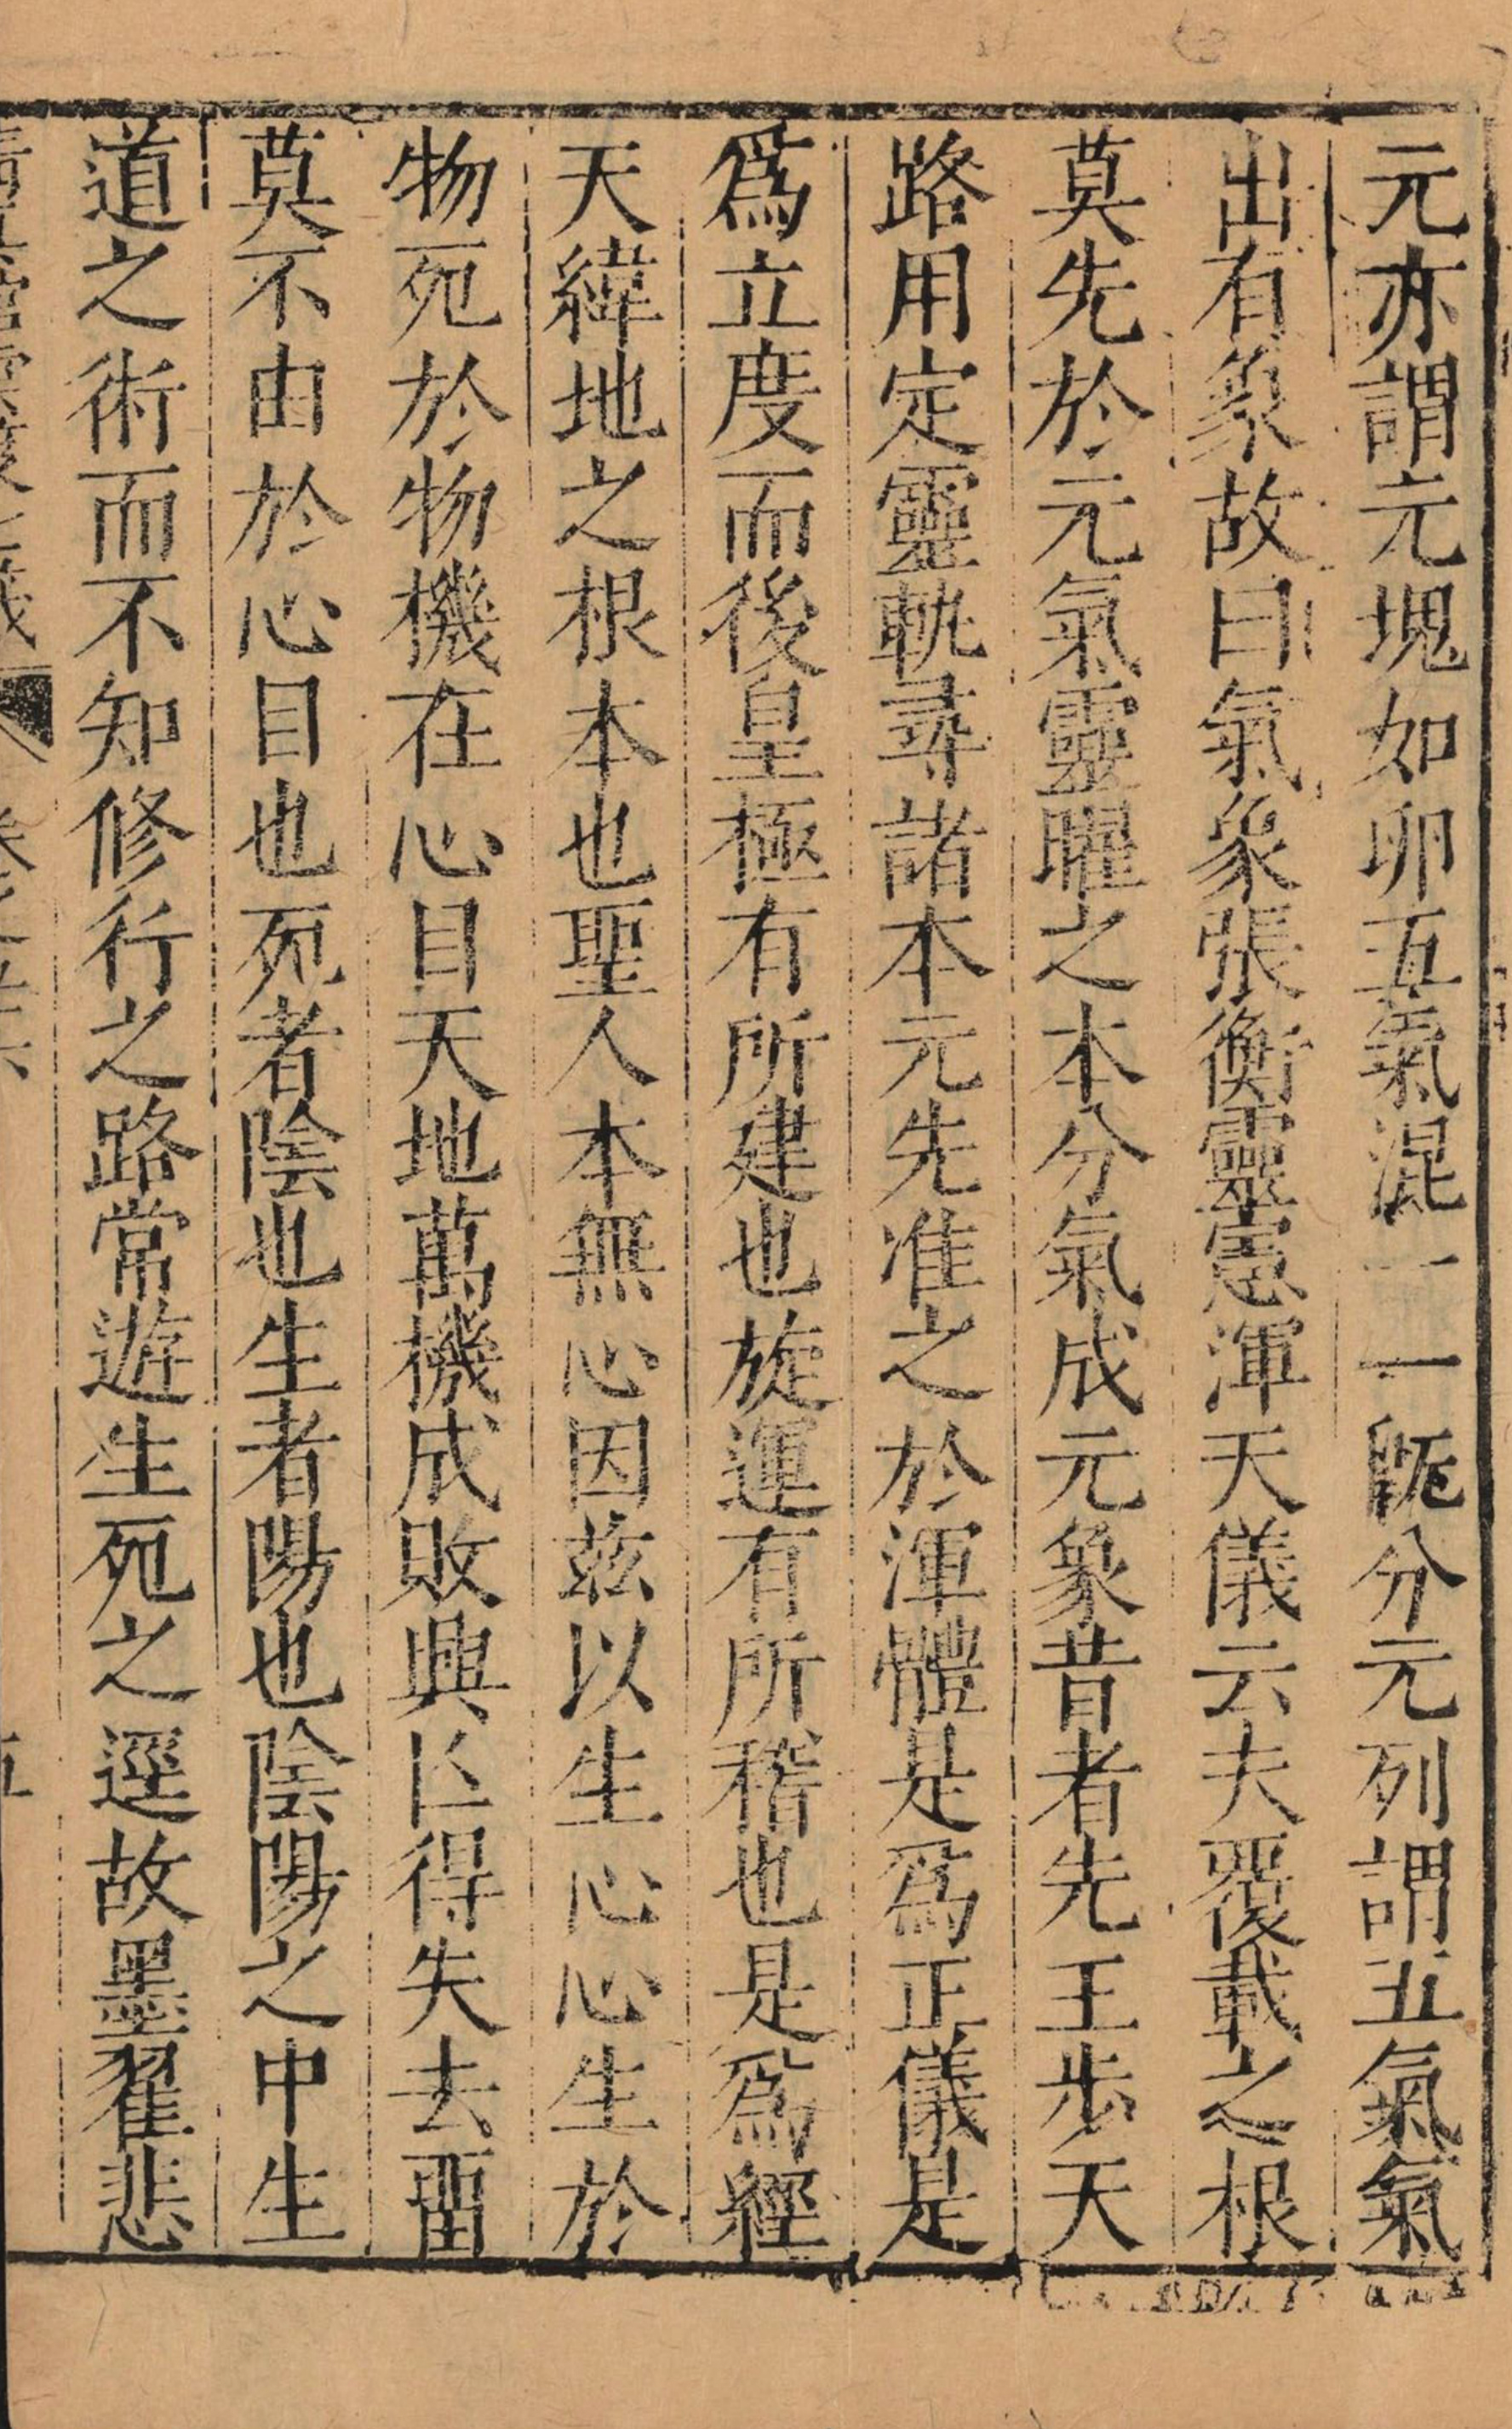 元亦謂元塊如卵五氣混一一旣分元列謂五氣氣
出有象故曰氣象張衡靈憲渾天儀云夫覆載之根
莫先於元氣靈曜之本分氣成元象昔者先王步天
路用定靈軌尋諸本元先准之於渾體是爲正儀是
爲立度而後皇極有所建也旋運有所稽也是爲經
天緯地之根本也聖人本無心因茲以生心心生於
物死於物機在心目天地萬機成敗興亾得失去畱
莫不由於心目也死者陰也生者陽也陰陽之中生
道之術而不知修行之路常遊生死之逕故墨翟悲
五